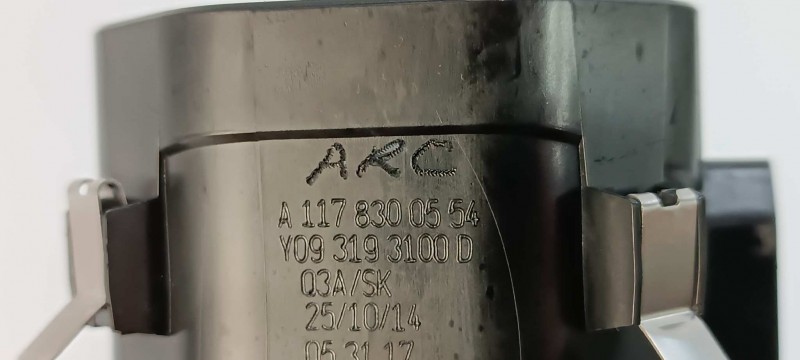 ARC
A 117 830 05 54
Y09 319 3100 D
Q3A/SK
25/10/14
05.31.17